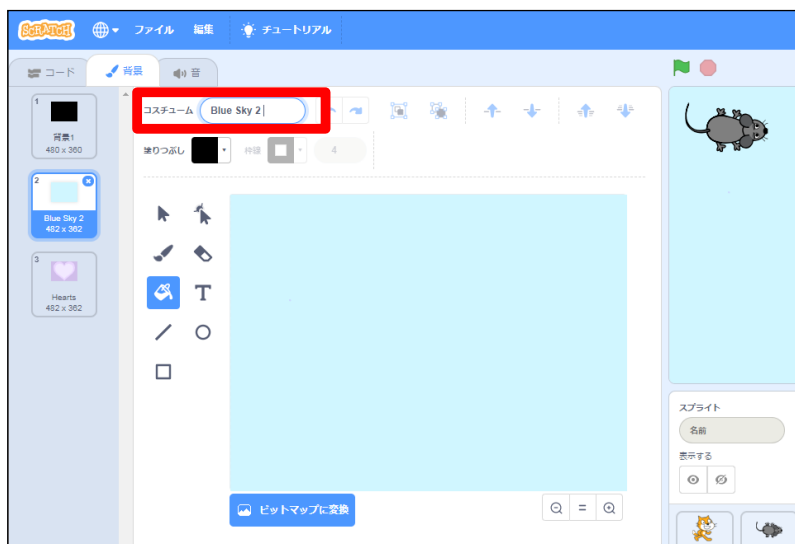 SCRATCH ファイル 編集 チュートリアル
コード 背景 音
1
背景1
480 x 360
2
Blue Sky 2
482 x 362
3
Hearts
482 x 362
コスチューム Blue Sky 2
塗りつぶし 枠線 4
T
ビットマップに変換
スプライト
名前
表示する